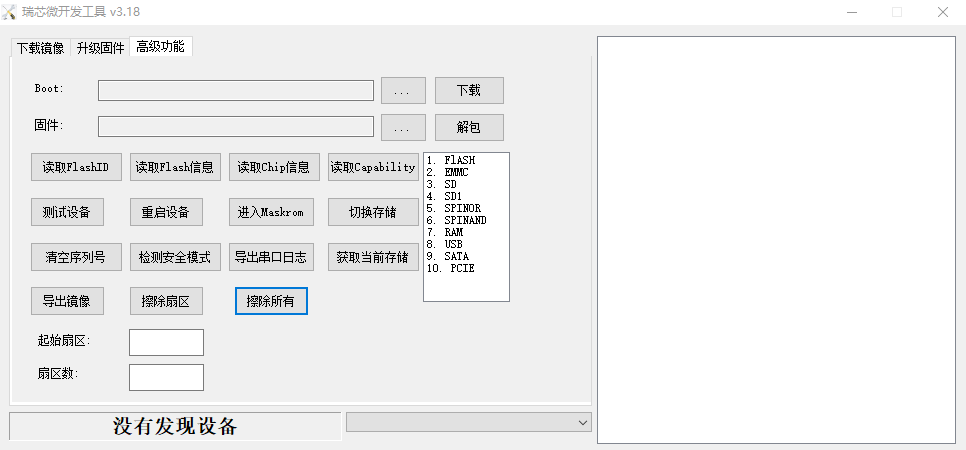 瑞芯微开发工具 v3.18
下载镜像 升级固件 高级功能
Boot: ... 下载
固件: ... 解包
读取FlashID 读取Flash信息 读取Chip信息 读取Capability
测试设备 重启设备 进入Maskrom 切换存储
清空序列号 检测安全模式 导出串口日志 获取当前存储
导出镜像 擦除扇区 擦除所有
1. FlASH
2. EMMC
3. SD
4. SD1
5. SPINOR
6. SPINAND
7. RAM
8. USB
9. SATA
10. PCIE
起始扇区:
扇区数:
没有发现设备